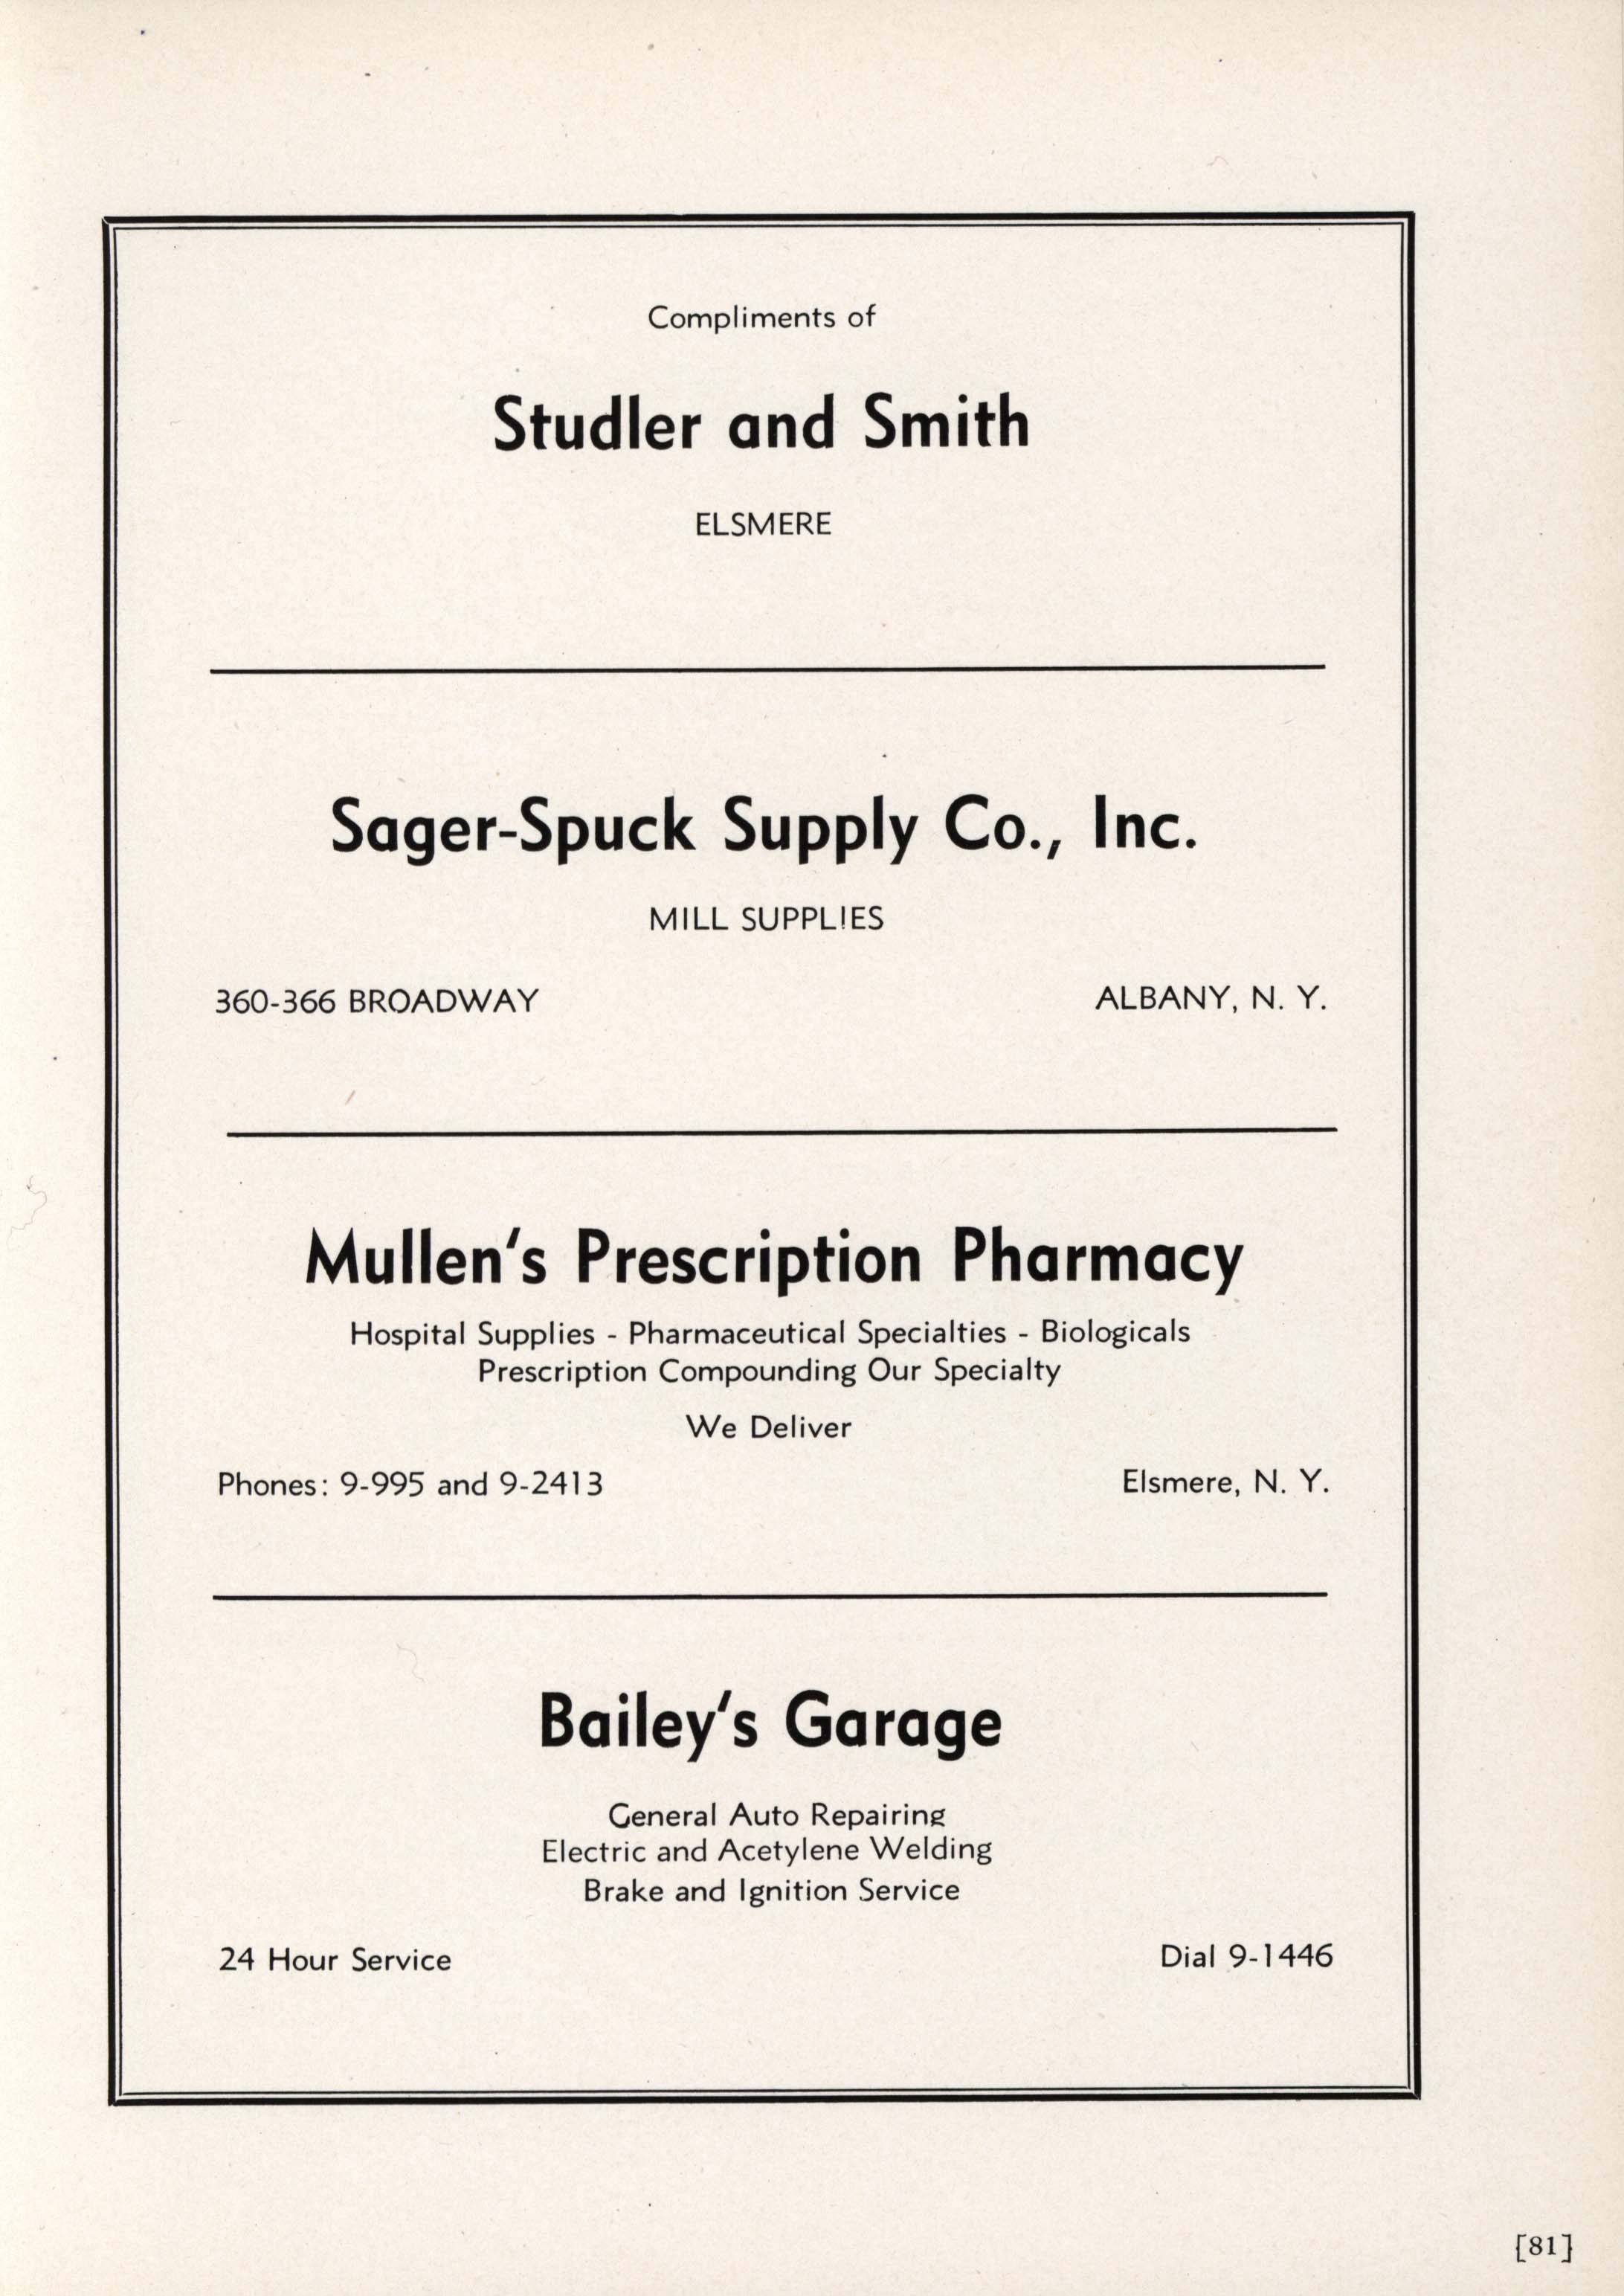 Compliments of
Studler and Smith
ELSMERE
Sager-Spuck Supply Co., Inc.
MILL SUPPLIES
360-366 BROADWAY ALBANY, N. Y.
Mullen's Prescription Pharmacy
Hospital Supplies - Pharmaceutical Specialties - Biologicals
Prescription Compounding Our Specialty
We Deliver
Phones: 9-995 and 9-2413 Elsmere, N. Y.
Bailey's Garage
General Auto Repairing
Electric and Acetylene Welding
Brake and Ignition Service
24 Hour Service Dial 9-1446
[81]